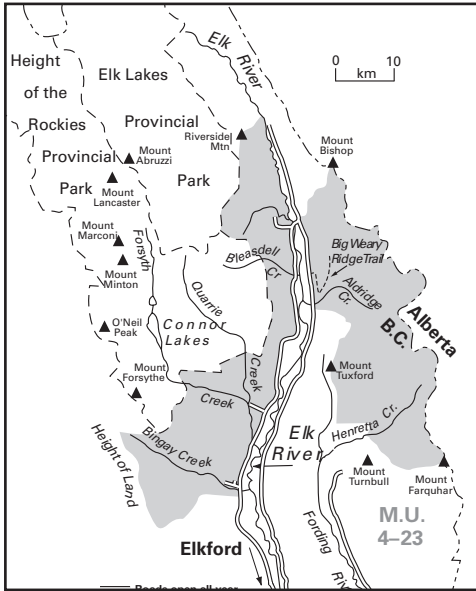 Height
of the
Rockies
Provincial
Park
Elk Lakes
Provincial
Park
Elk
River
0 10
km
Riverside
Mtn
Mount
Bishop
Mount
Abruzzi
Mount
Lancaster
Mount
Marconi
Mount
Minton
O'Neil
Peak
Mount
Forsythe
Forsyth
Creek
Connor
Lakes
Quarrie
Creek
Bleasdell
Cr
Big Weary
Ridge Trail
Aldridge
Cr.
Alberta
B.C.
Mount
Tuxford
Henretta Cr.
Elk
River
Bingay Creek
Height of Land
Mount
Turnbull
Mount
Farquhar
M.U.
4–23
Fording
Elkford